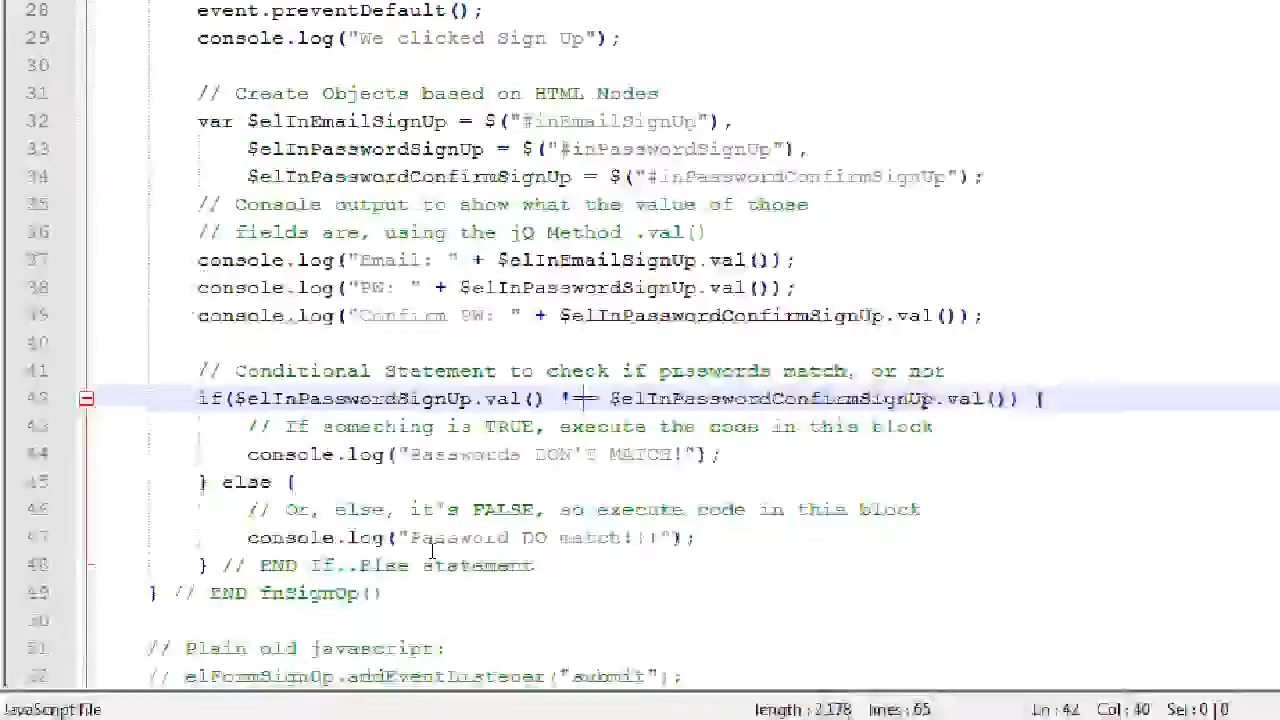 28 event.preventDefault();
29 console.log("We clicked Sign Up");
30
31 // Create Objects based on HTML Nodes
32 var $elInEmailSignUp = $("#inEmailSignUp"),
33 $elInPasswordSignUp = $("#inPasswordSignUp"),
34 $elInPasswordConfirmSignUp = $("#inPasswordConfirmSignUp");
35 // Console output to show what the value of those
36 // fields are, using the jQ Method .val()
37 console.log("Email: " + $elInEmailSignUp.val());
38 console.log("PW: " + $elInPasswordSignUp.val());
39 console.log("Confirm PW: " + $elInPasswordConfirmSignUp.val());
40
41 // Conditional Statement to check if passwords match, or not
42 if($elInPasswordSignUp.val() !== $elInPasswordConfirmSignUp.val()) {
43 // If something is TRUE, execute the code in this block
44 console.log("Passwords DON'T MATCH!");
45 } else {
46 // Or, else, it's FALSE, so execute code in this block
47 console.log("Password DO match!!!");
48 } // END If..Else statement
49 } // END fnSignUp()
50
51 // Plain old javascript:
52 // elFormSignUp.addEventListener("submit");
JavaScript file length : 2,178 lines : 65 Ln : 42 Col : 40 Sel : 0 | 0